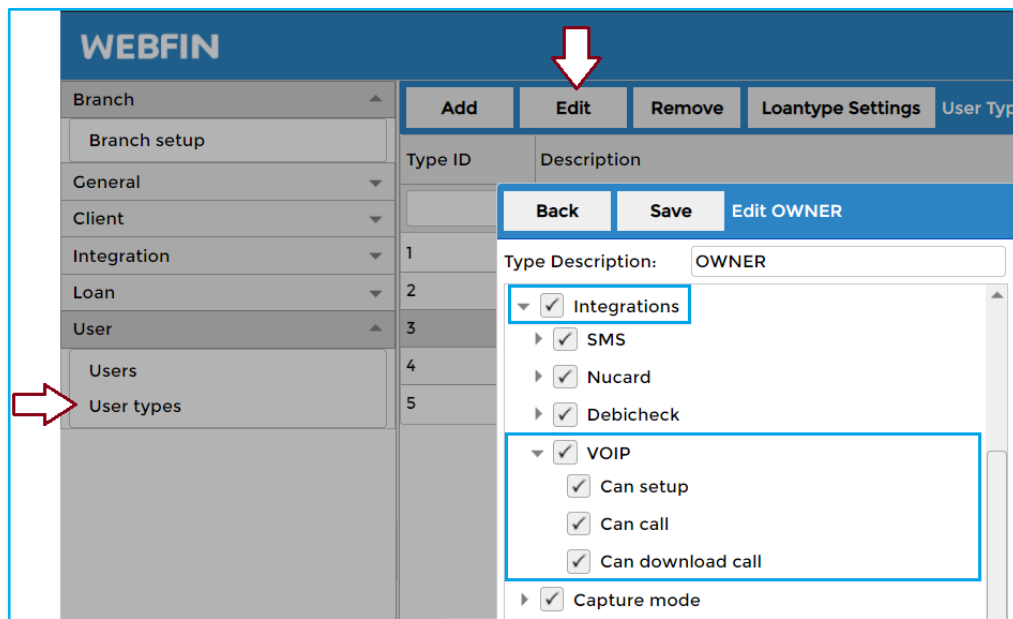 WEBFIN
Branch
Branch setup
General
Client
Integration
Loan
User
Users
User types
Add Edit Remove Loantype Settings User Typ
Type ID Description
1
2
3
4
5
Back Save Edit OWNER
Type Description: OWNER
Integrations
SMS
Nucard
Debicheck
VOIP
Can setup
Can call
Can download call
Capture mode